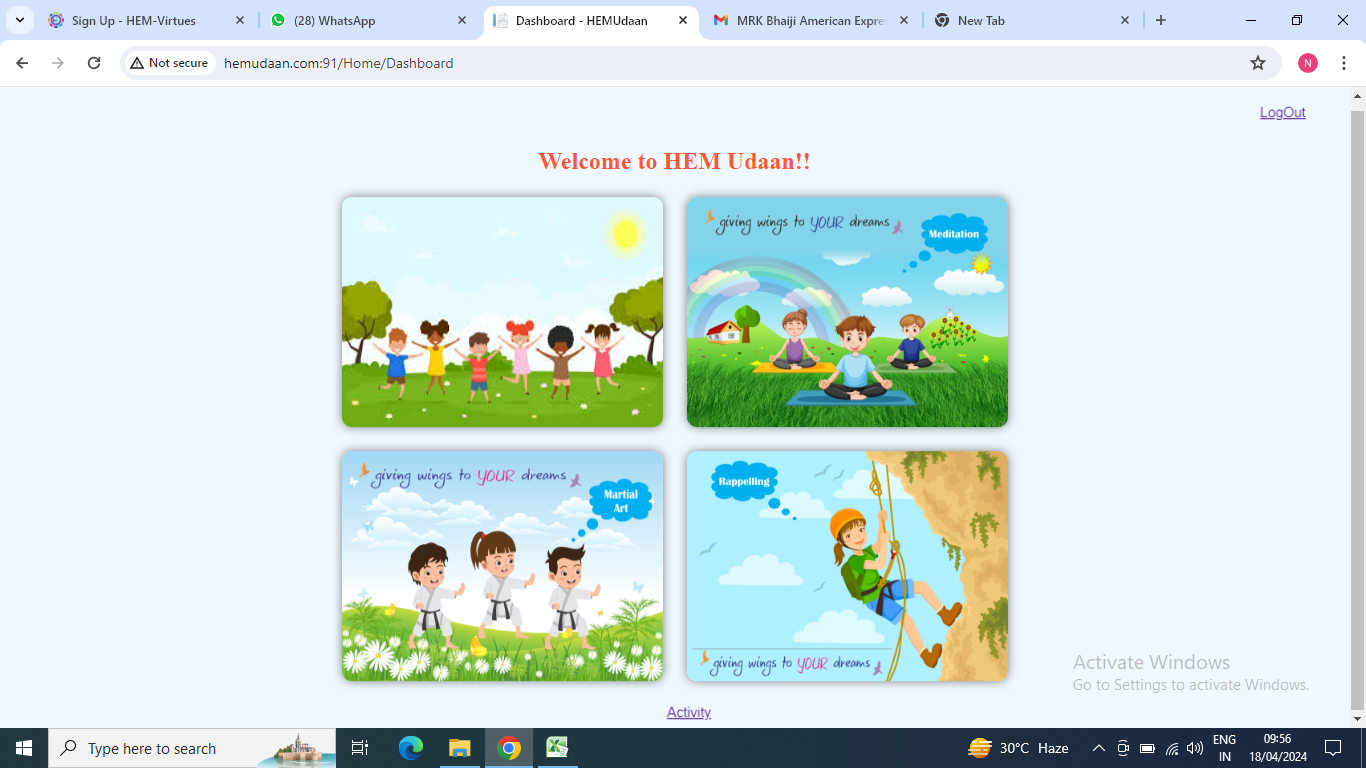 Sign Up - HEM-Virtues
(28) WhatsApp
Dashboard - HEMUdaan
MRK Bhaiji American Expre
New Tab
Not secure
hemudaan.com:91/Home/Dashboard
N
LogOut
Welcome to HEM Udaan!!
giving wings to YOUR dreams
Meditation
giving wings to YOUR dreams
Martial
Art
Rappelling
giving wings to YOUR dreams
Activate Windows
Go to Settings to activate Windows.
Activity
Type here to search
30°C Haze
ENG
IN
09:56
18/04/2024